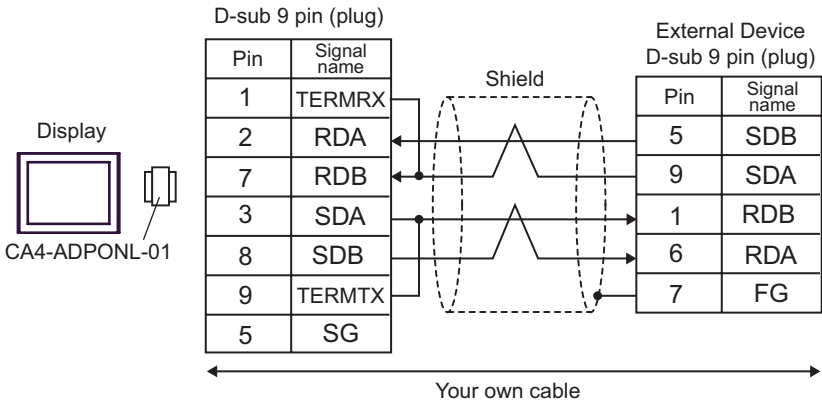 D-sub 9 pin (plug)
Pin Signal name
1 TERMRX
2 RDA
7 RDB
3 SDA
8 SDB
9 TERMTX
5 SG
Display
CA4-ADPONL-01
Shield
External Device
D-sub 9 pin (plug)
Pin Signal name
5 SDB
9 SDA
1 RDB
6 RDA
7 FG
Your own cable